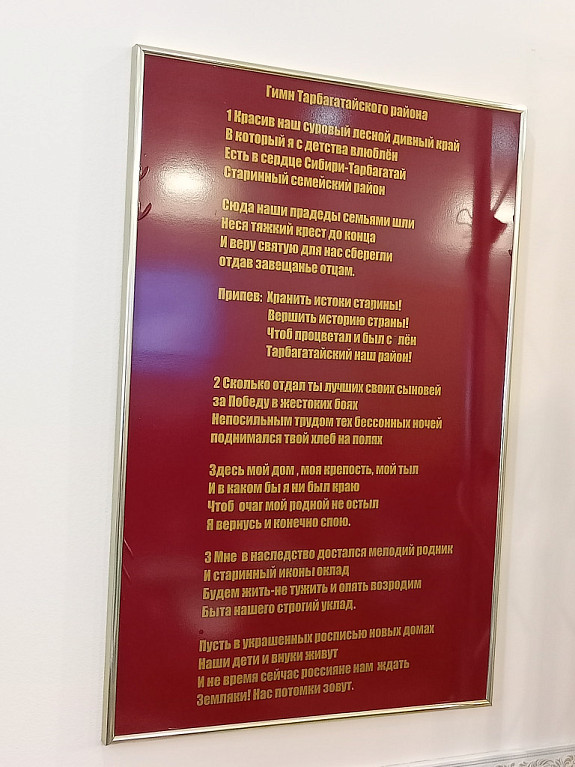 Гимн Тарбагатайского района
1 Красив наш суровый лесной дивный край
В который я с детства влюблён
Есть в сердце Сибири-Тарбагатай
Старинный семейский район
Сюда наши прадеды семьями шли
Неся тяжкий крест до конца
И веру святую для нас сберегли
отдав завещанье отцам.
Припев: Хранить истоки старины!
Вершить историю страны!
Чтоб процветал и был с лён
Тарбагатайский наш район!
2 Сколько отдал ты лучших своих сыновей
за Победу в жестоких боях
Непосильным трудом тех бессонных ночей
поднимался твой хлеб на полях
Здесь мой дом , моя крепость, мой тыл
И в каком бы я ни был краю
Чтоб очаг мой родной не остыл
Я вернусь и конечно спою.
3 Мне в наследство достался мелодий родник
И старинный иконы оклад
Будем жить-не тужить и опять возродим
Быта нашего строгий уклад.
Пусть в украшенных росписью новых домах
Наши дети и внуки живут
И не время сейчас россияне нам ждать
Земляки! Нас потомки зовут.